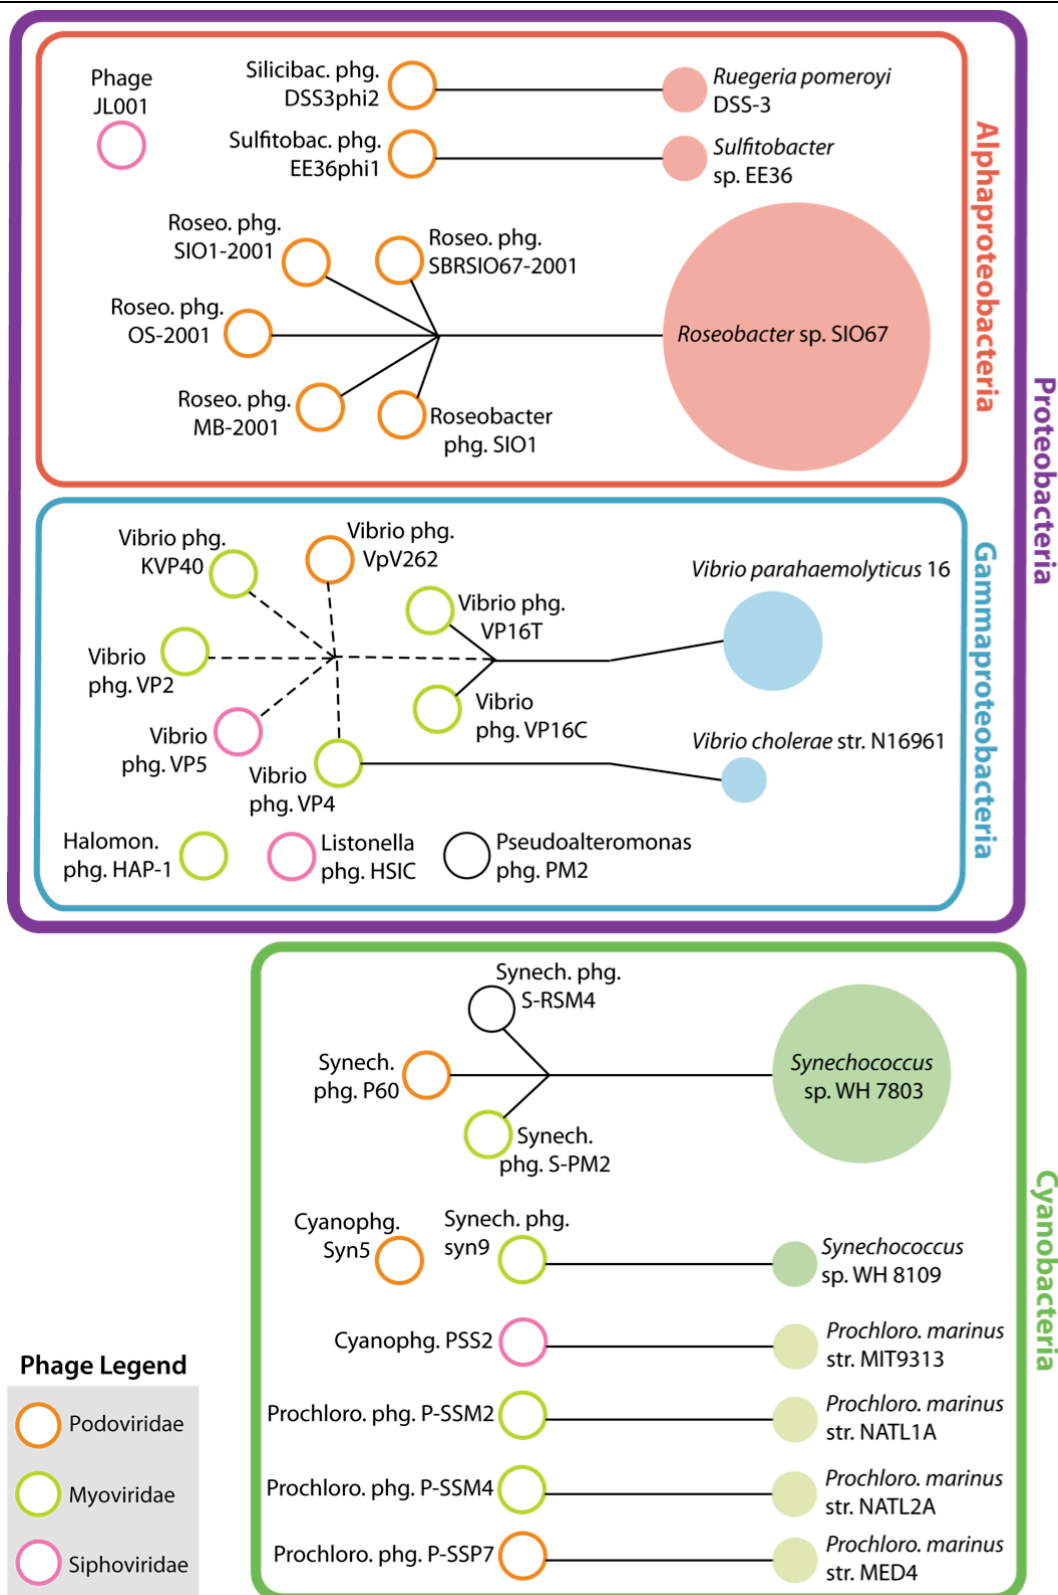 Phage
JL001
Silicibac. phg.
DSS3phi2
Ruegeria pomeroyi
DSS-3
Sulfitobac. phg.
EE36phi1
Sulfitobacter
sp. EE36
Roseo. phg.
SIO1-2001
Roseo. phg.
SBRSIO67-2001
Roseo. phg.
OS-2001
Roseobacter sp. SIO67
Roseo. phg.
MB-2001
Roseobacter
phg. SIO1
Alphaproteobacteria
Proteobacteria
Vibrio phg.
KVP40
Vibrio phg.
VpV262
Vibrio phg.
VP16T
Vibrio parahaemolyticus 16
Vibrio
phg. VP2
Vibrio
phg. VP16C
Vibrio
phg. VP5
Vibrio
phg. VP4
Vibrio cholerae str. N16961
Halomon.
phg. HAP-1
Listonella
phg. HSIC
Pseudoalteromonas
phg. PM2
Gammaproteobacteria
Synech. phg.
S-RSM4
Synech.
phg. P60
Synechococcus
sp. WH 7803
Synech.
phg. S-PM2
Cyanophg.
Syn5
Synech. phg.
syn9
Synechococcus
sp. WH 8109
Cyanophg. PSS2
Prochloro. marinus
str. MIT9313
Prochloro. phg. P-SSM2
Prochloro. marinus
str. NATL1A
Prochloro. phg. P-SSM4
Prochloro. marinus
str. NATL2A
Prochloro. phg. P-SSP7
Prochloro. marinus
str. MED4
Cyanobacteria
Phage Legend
Podoviridae
Myoviridae
Siphoviridae